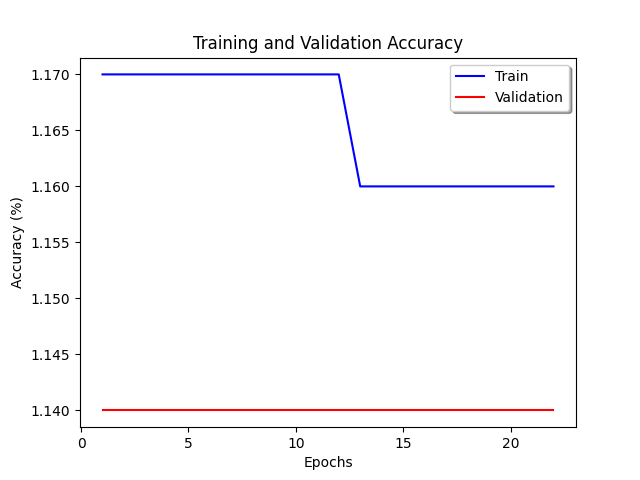 Training and Validation Accuracy
Train
Validation
1.170
1.165
1.160
1.155
1.150
1.145
1.140
Accuracy (%)
0 5 10 15 20
Epochs